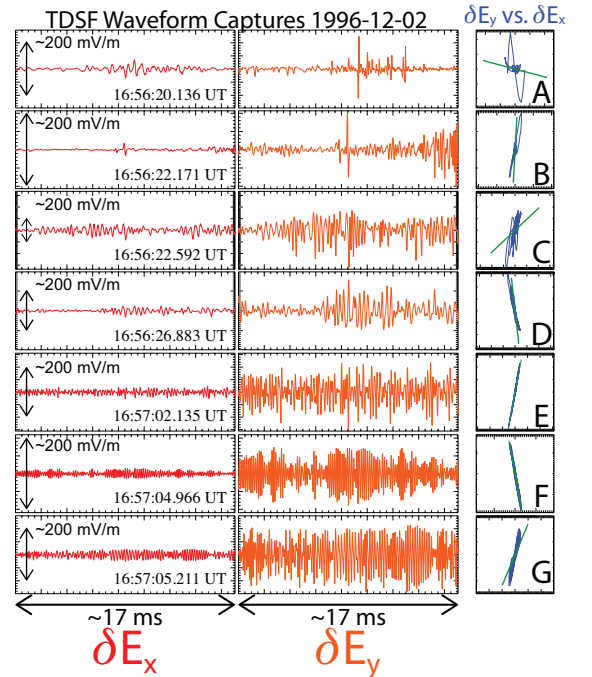 TDSF Waveform Captures 1996-12-02
δEy vs. δEx
~200 mV/m
16:56:20.136 UT
A
~200 mV/m
16:56:22.171 UT
B
~200 mV/m
16:56:22.592 UT
C
~200 mV/m
16:56:26.883 UT
D
~200 mV/m
16:57:02.135 UT
E
~200 mV/m
16:57:04.966 UT
F
~200 mV/m
16:57:05.211 UT
G
~17 ms
~17 ms
δEx
δEy